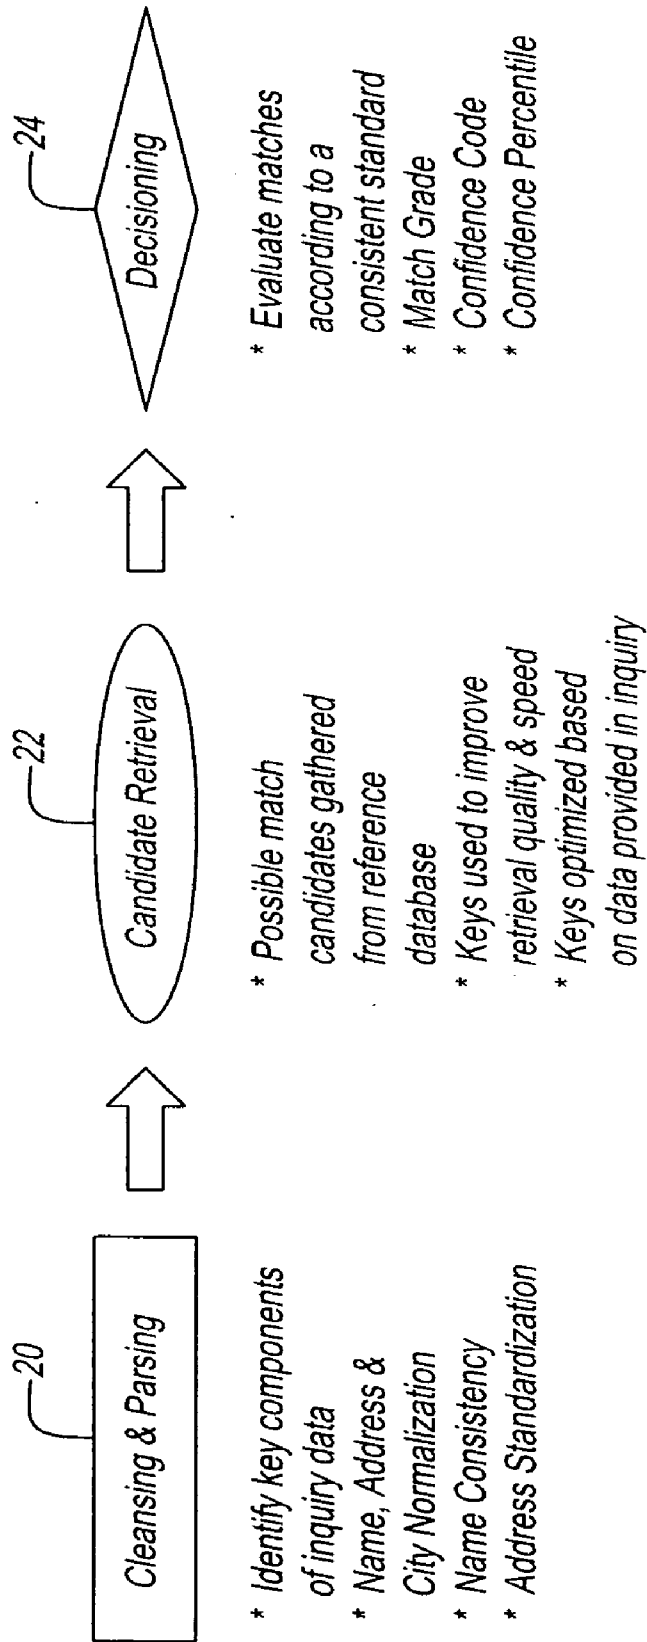 20
Cleansing & Parsing
* Identify key components
of inquiry data
* Name, Address &
City Normalization
* Name Consistency
* Address Standardization
22
Candidate Retrieval
* Possible match
candidates gathered
from reference
database
* Keys used to improve
retrieval quality & speed
* Keys optimized based
on data provided in inquiry
24
Decisioning
* Evaluate matches
according to a
consistent standard
* Match Grade
* Confidence Code
* Confidence Percentile